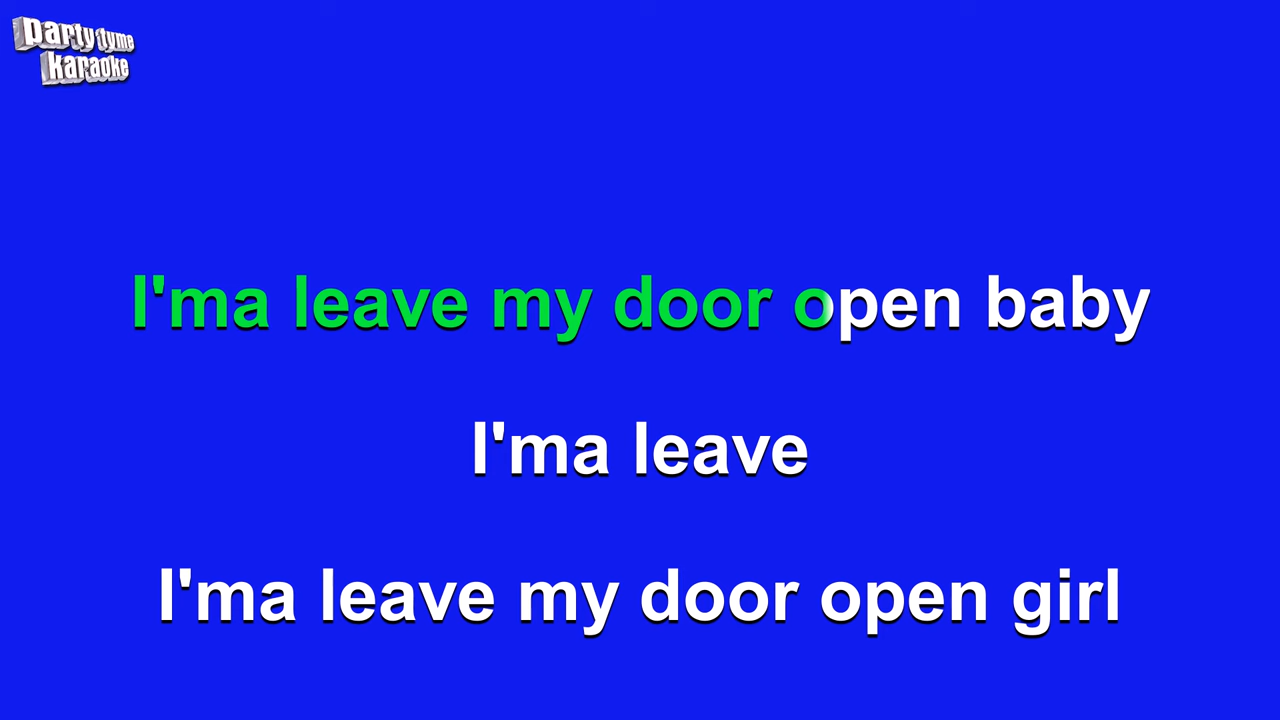 party tyme
karaoke
I'ma leave my door open baby
I'ma leave
I'ma leave my door open girl